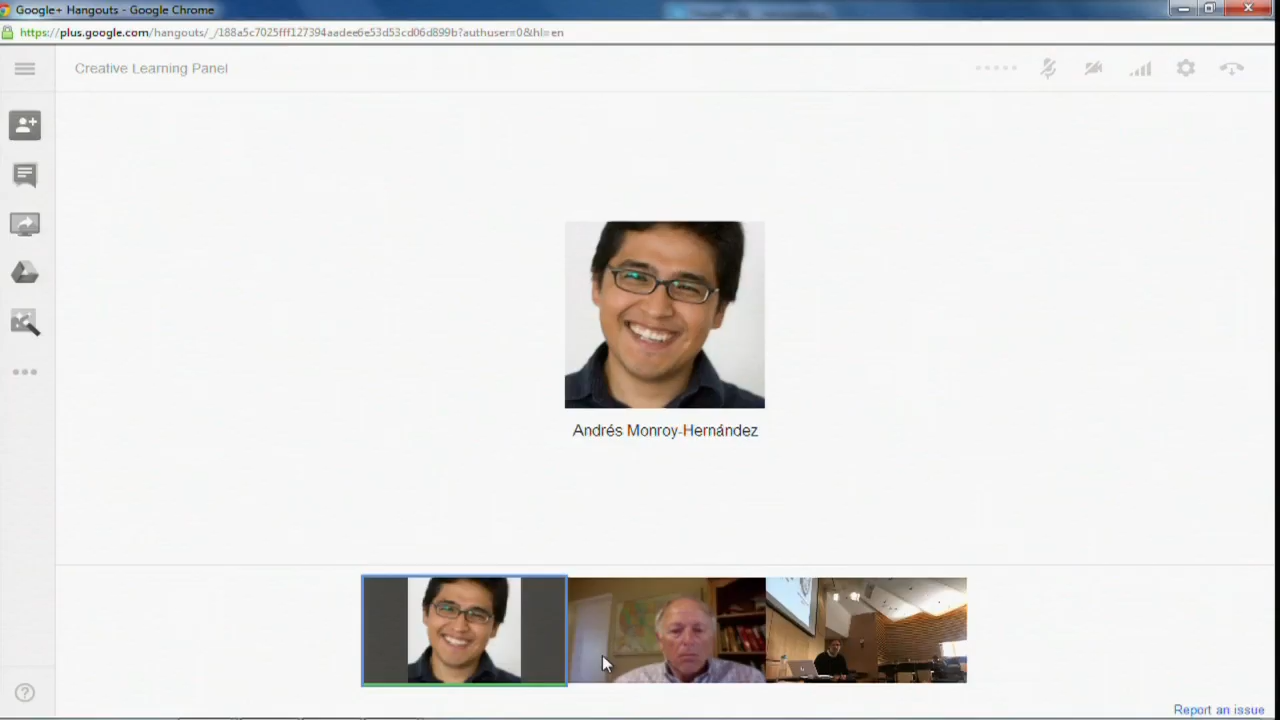 Google+ Hangouts - Google Chrome
https://plus.google.com/hangouts/_/188a5c7025fff127394aadee6e53d53cd06d899b?authuser=0&hl=en
Creative Learning Panel
Andrés Monroy-Hernández
Report an issue